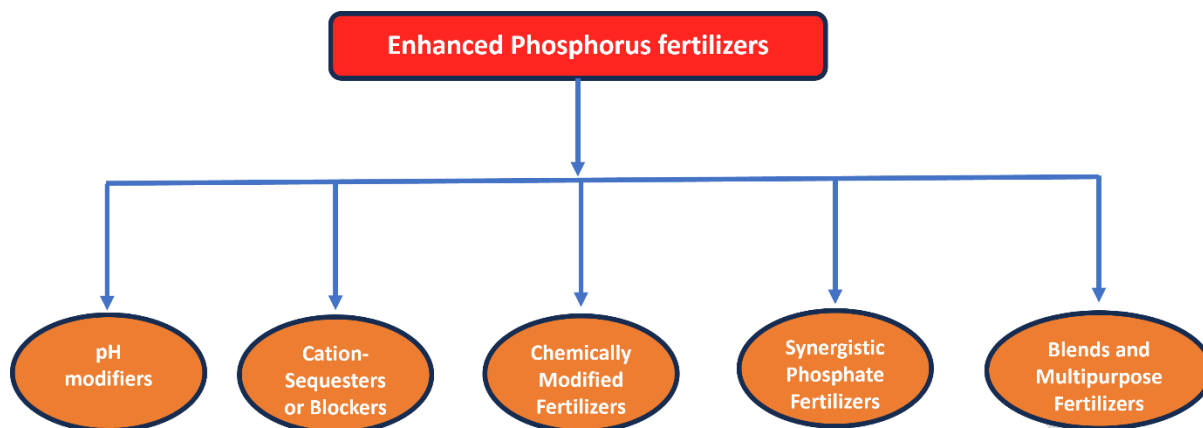 Enhanced Phosphorus fertilizers
pH
modifiers
Cation-
Sequesters
or Blockers
Chemically
Modified
Fertilizers
Synergistic
Phosphate
Fertilizers
Blends and
Multipurpose
Fertilizers